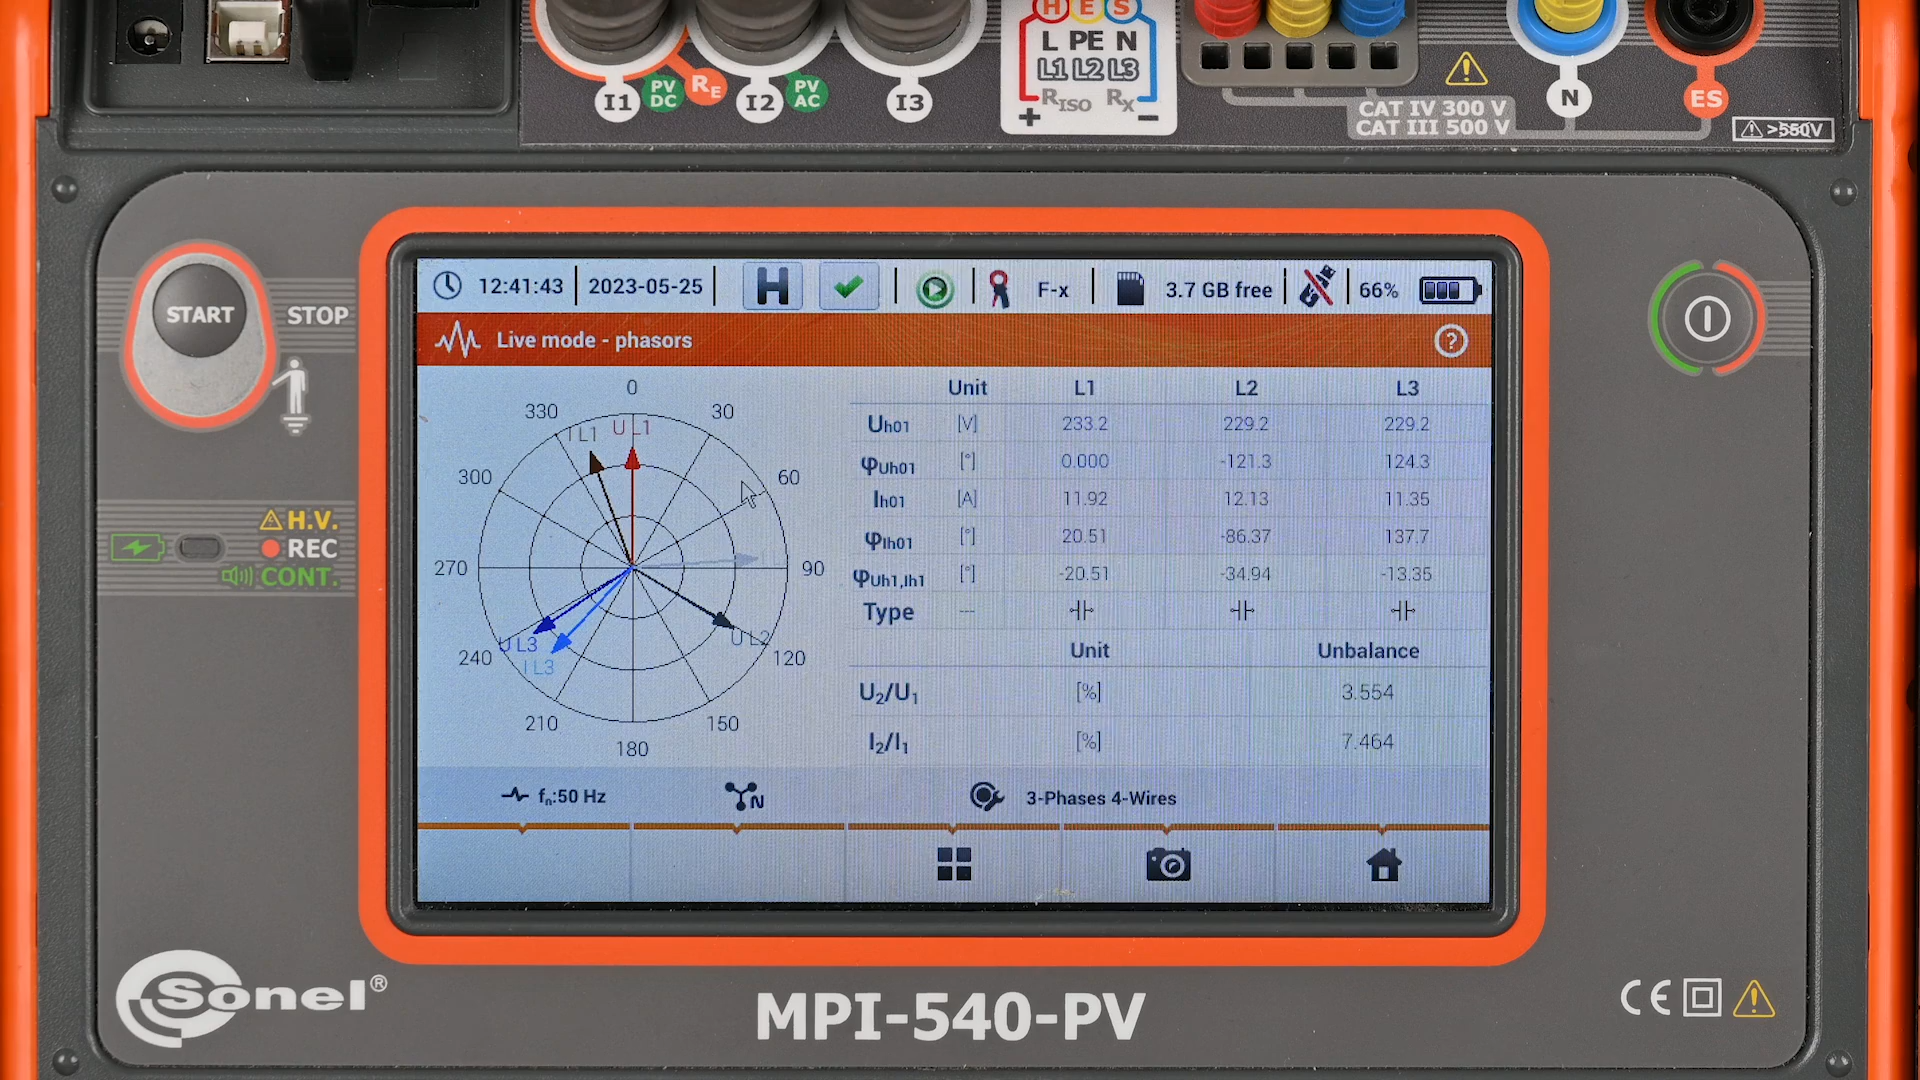 H E S
L PE N
L1 L2 L3
RISO RX
+ −
I1 PV DC RE I2 PV AC I3
N ES
CAT IV 300 V
CAT III 500 V
>550V
START STOP
H.V.
REC
CONT.
12:41:43 2023-05-25 H F-x 3.7 GB free 66%
Live mode - phasors ?
0
330 30
I L1 U L1
300 60
270 90
U L3 U L2
240 120
I L3
210 150
180
Unit L1 L2 L3
Uh01 [V] 233.2 229.2 229.2
φUh01 [°] 0.000 -121.3 124.3
Ih01 [A] 11.92 12.13 11.35
φIh01 [°] 20.51 -86.37 137.7
φUh1,Ih1 [°] -20.51 -34.94 -13.35
Type ---
Unit Unbalance
U2/U1 [%] 3.554
I2/I1 [%] 7.464
fn:50 Hz N 3-Phases 4-Wires
Sonel®
MPI-540-PV
CE